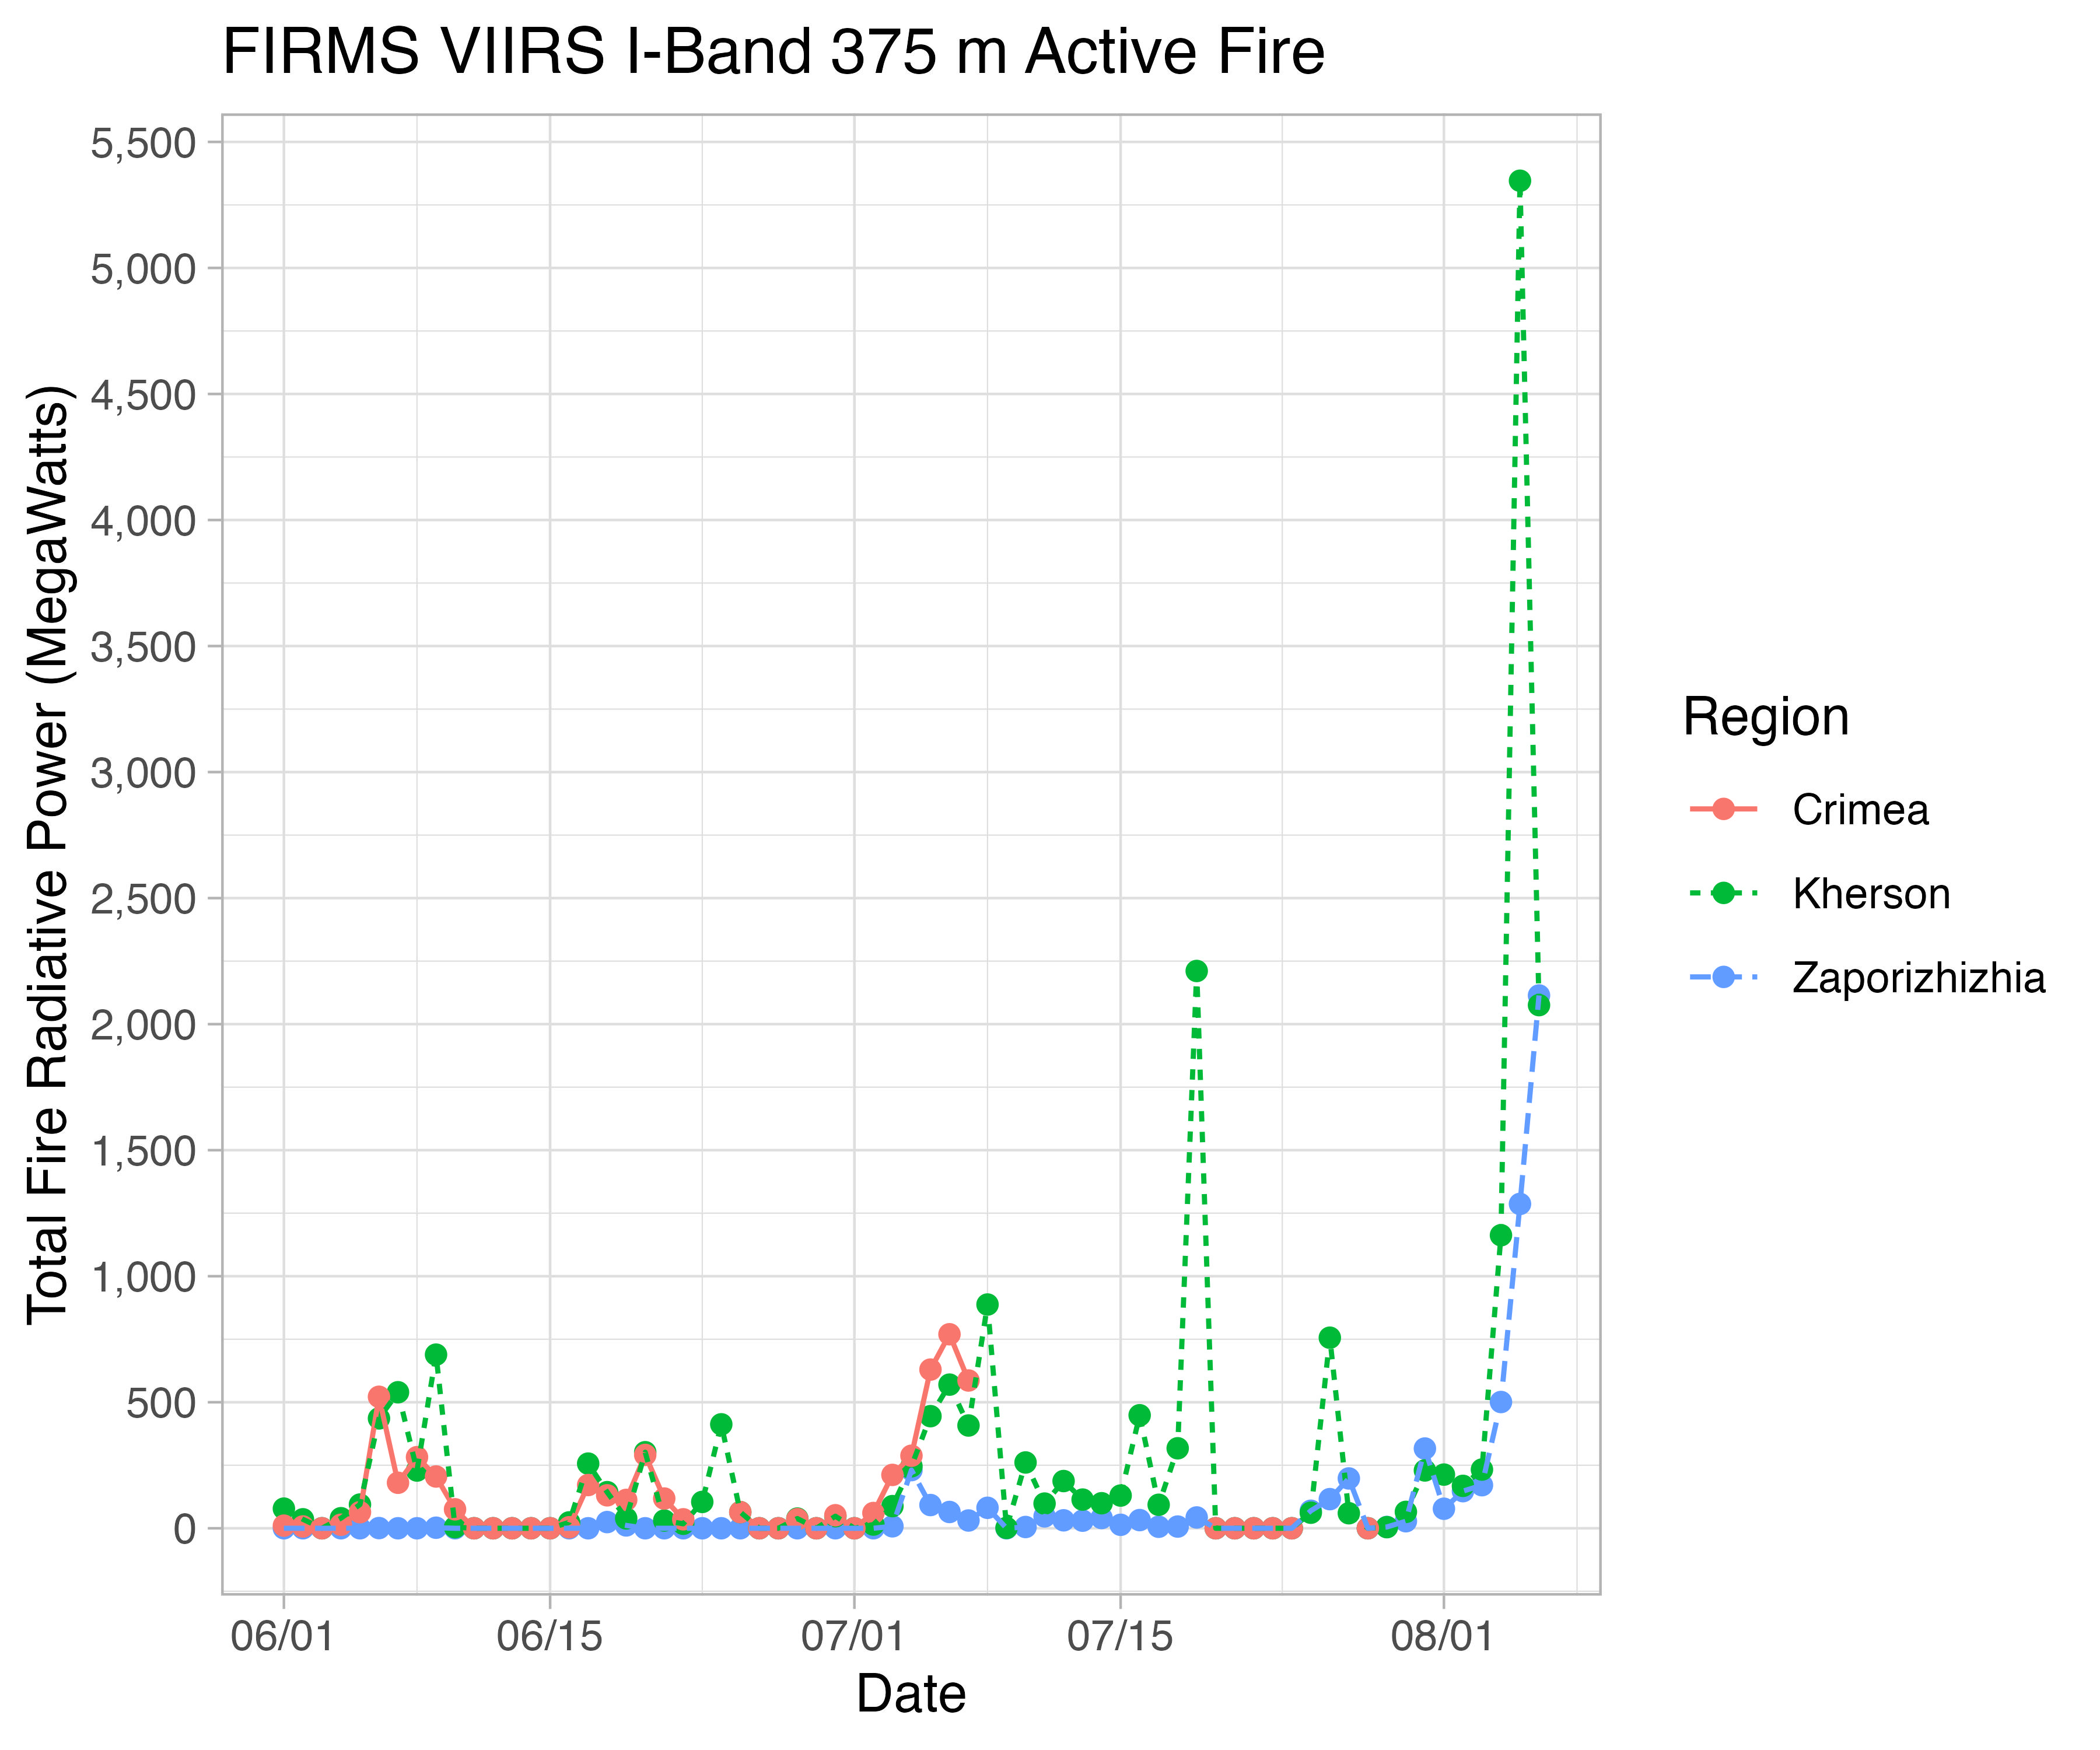 FIRMS VIIRS I-Band 375 m Active Fire
Total Fire Radiative Power (MegaWatts)
5,500
5,000
4,500
4,000
3,500
3,000
2,500
2,000
1,500
1,000
500
0
06/01
06/15
07/01
07/15
08/01
Date
Region
Crimea
Kherson
Zaporizhizhia